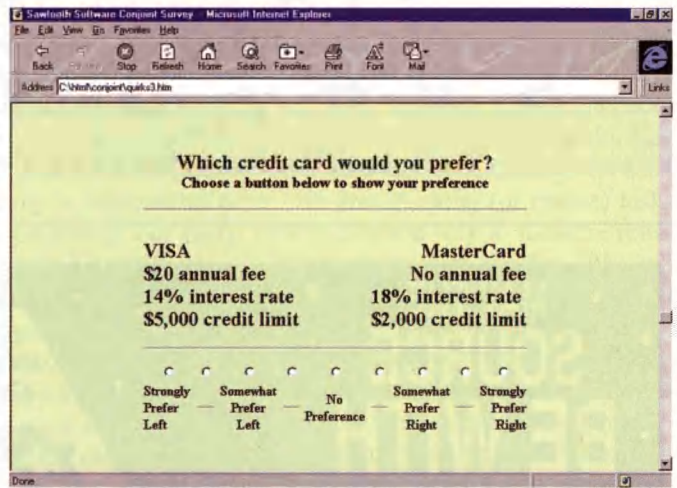 Sawtooth Software Conjoint Survey - Microsoft Internet Explorer
File Edit View Go Favorites Help
Back Stop Refresh Home Search Favorites Print Font Mail
Address C:\html\conjoint\quirks3.htm Links
Which credit card would you prefer?
Choose a button below to show your preference
VISA MasterCard
$20 annual fee No annual fee
14% interest rate 18% interest rate
$5,000 credit limit $2,000 credit limit
Strongly Prefer Left — Somewhat Prefer Left — No Preference — Somewhat Prefer Right — Strongly Prefer Right
Done